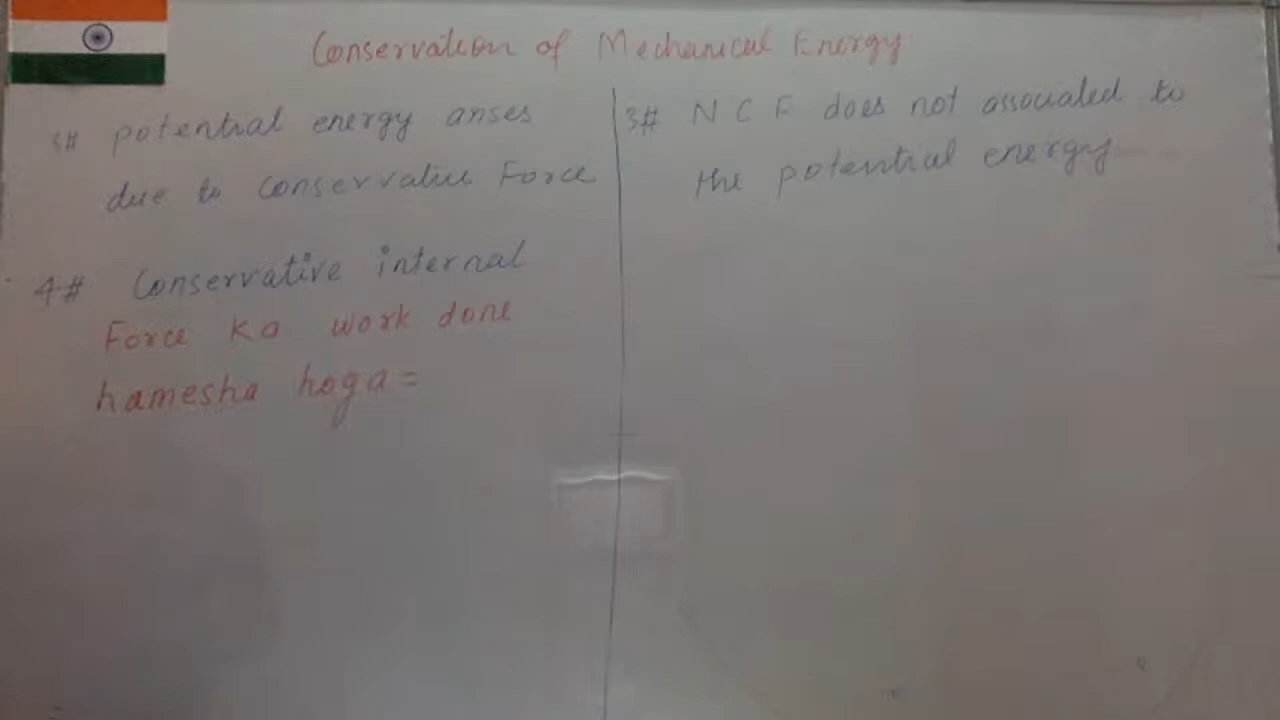 Conservation of Mechanical Energy
3# potential energy arises
due to conservative Force
4# Conservative internal
Force Ka work done
hamesha hoga =
3# N C F does not associated to
the potential energy